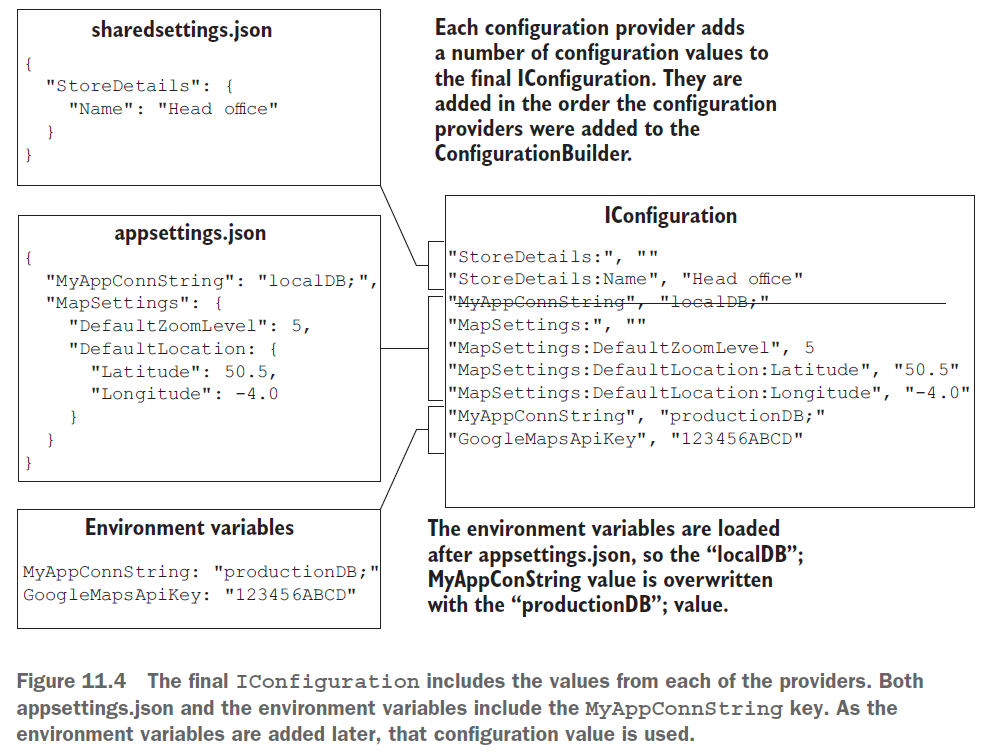 sharedsettings.json
{
  "StoreDetails": {
    "Name": "Head office"
  }
}
Each configuration provider adds
a number of configuration values to
the final IConfiguration. They are
added in the order the configuration
providers were added to the
ConfigurationBuilder.
appsettings.json
{
  "MyAppConnString": "localDB;",
  "MapSettings": {
    "DefaultZoomLevel": 5,
    "DefaultLocation: {
      "Latitude": 50.5,
      "Longitude": -4.0
    }
  }
}
IConfiguration
"StoreDetails:", ""
"StoreDetails:Name", "Head office"
"MyAppConnString", "localDB;"
"MapSettings:", ""
"MapSettings:DefaultZoomLevel", 5
"MapSettings:DefaultLocation:Latitude", "50.5"
"MapSettings:DefaultLocation:Longitude", "-4.0"
"MyAppConnString", "productionDB;"
"GoogleMapsApiKey", "123456ABCD"
Environment variables
MyAppConnString: "productionDB;"
GoogleMapsApiKey: "123456ABCD"
The environment variables are loaded
after appsettings.json, so the “localDB”;
MyAppConString value is overwritten
with the “productionDB”; value.
Figure 11.4 The final IConfiguration includes the values from each of the providers. Both
appsettings.json and the environment variables include the MyAppConnString key. As the
environment variables are added later, that configuration value is used.